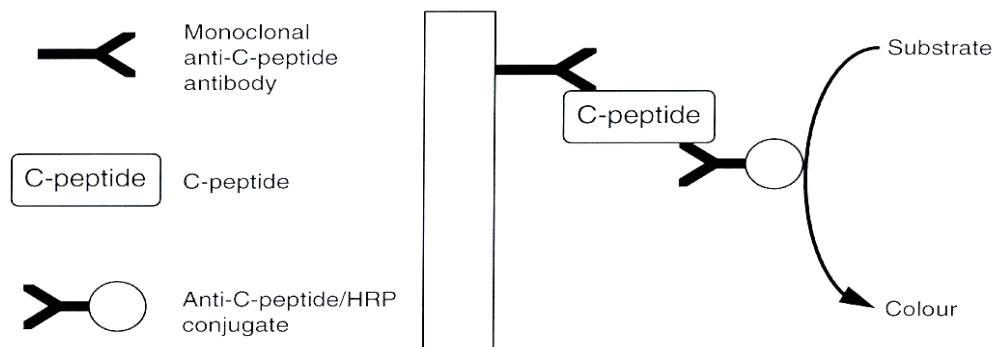 Monoclonal
anti-C-peptide
antibody
C-peptide
C-peptide
Anti-C-peptide/HRP
conjugate
C-peptide
Substrate
Colour